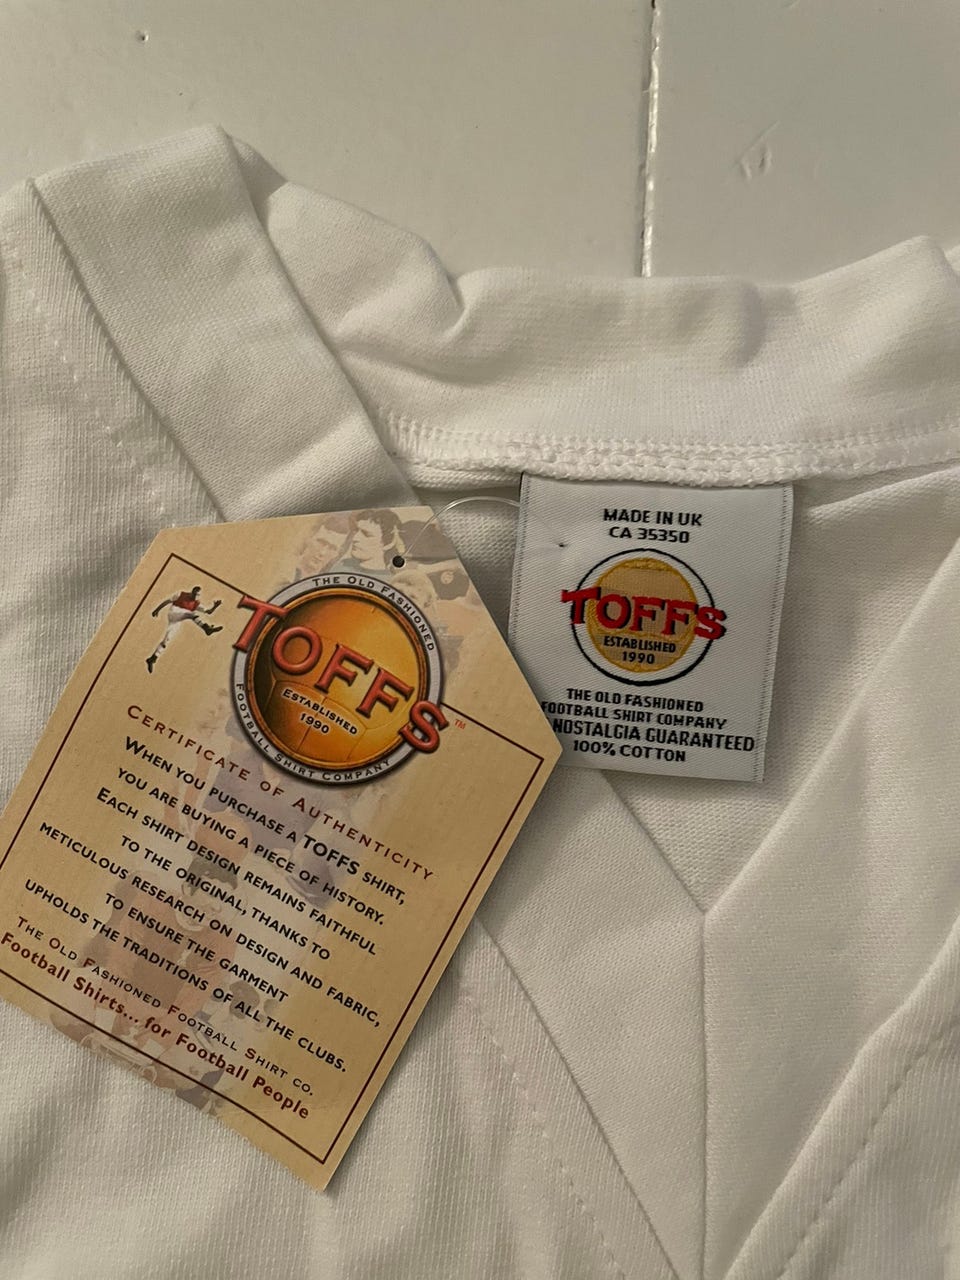 THE OLD FASHIONED
TOFFS™
ESTABLISHED
1990
FOOTBALL SHIRT COMPANY
CERTIFICATE OF AUTHENTICITY
WHEN YOU PURCHASE A TOFFS SHIRT,
YOU ARE BUYING A PIECE OF HISTORY.
EACH SHIRT DESIGN REMAINS FAITHFUL
TO THE ORIGINAL, THANKS TO
METICULOUS RESEARCH ON DESIGN AND FABRIC,
TO ENSURE THE GARMENT
UPHOLDS THE TRADITIONS OF ALL THE CLUBS.
THE OLD FASHIONED FOOTBALL SHIRT CO.
Football Shirts... for Football People
MADE IN UK
CA 35350
TOFFS
ESTABLISHED
1990
THE OLD FASHIONED
FOOTBALL SHIRT COMPANY
NOSTALGIA GUARANTEED
100% COTTON